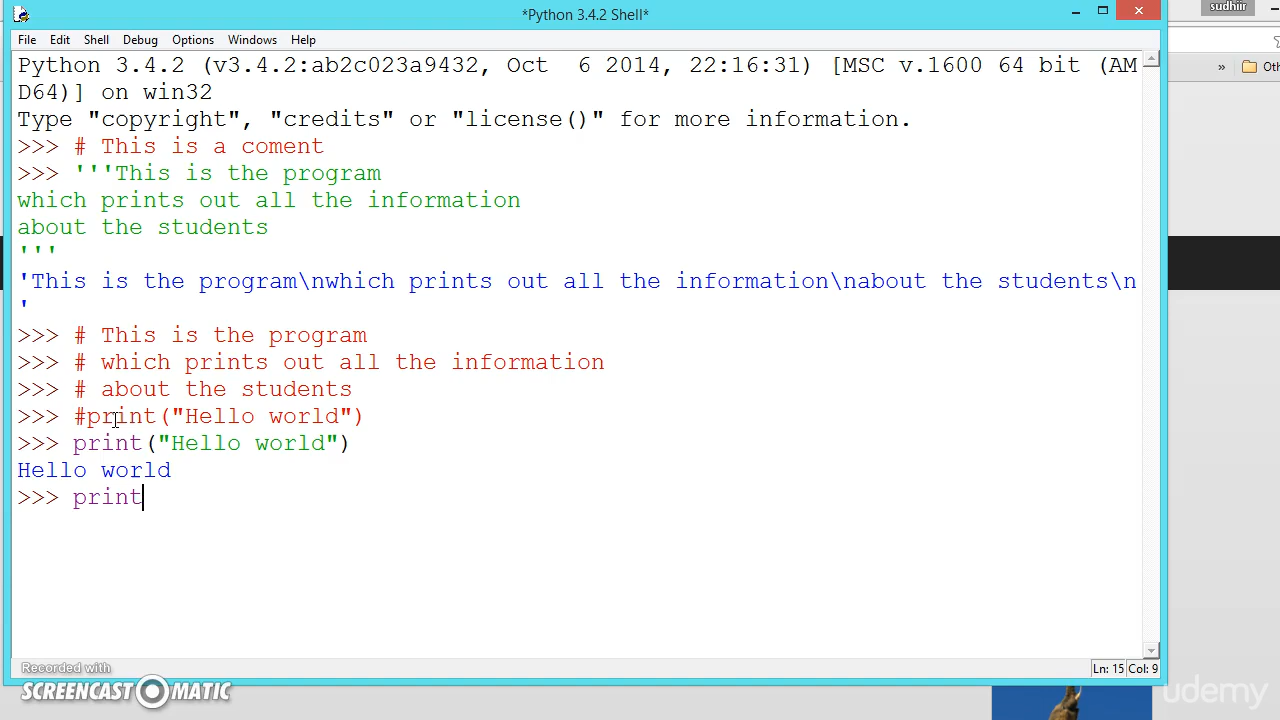 *Python 3.4.2 Shell*
sudhiir
File Edit Shell Debug Options Windows Help
Python 3.4.2 (v3.4.2:ab2c023a9432, Oct  6 2014, 22:16:31) [MSC v.1600 64 bit (AM
D64)] on win32
Type "copyright", "credits" or "license()" for more information.
>>> # This is a coment
>>> '''This is the program
which prints out all the information
about the students
'''
'This is the program\nwhich prints out all the information\nabout the students\n
'
>>> # This is the program
>>> # which prints out all the information
>>> # about the students
>>> #print("Hello world")
>>> print("Hello world")
Hello world
>>> print
» Oth
Ln: 15 Col: 9
Recorded with
SCREENCAST MATIC
udemy